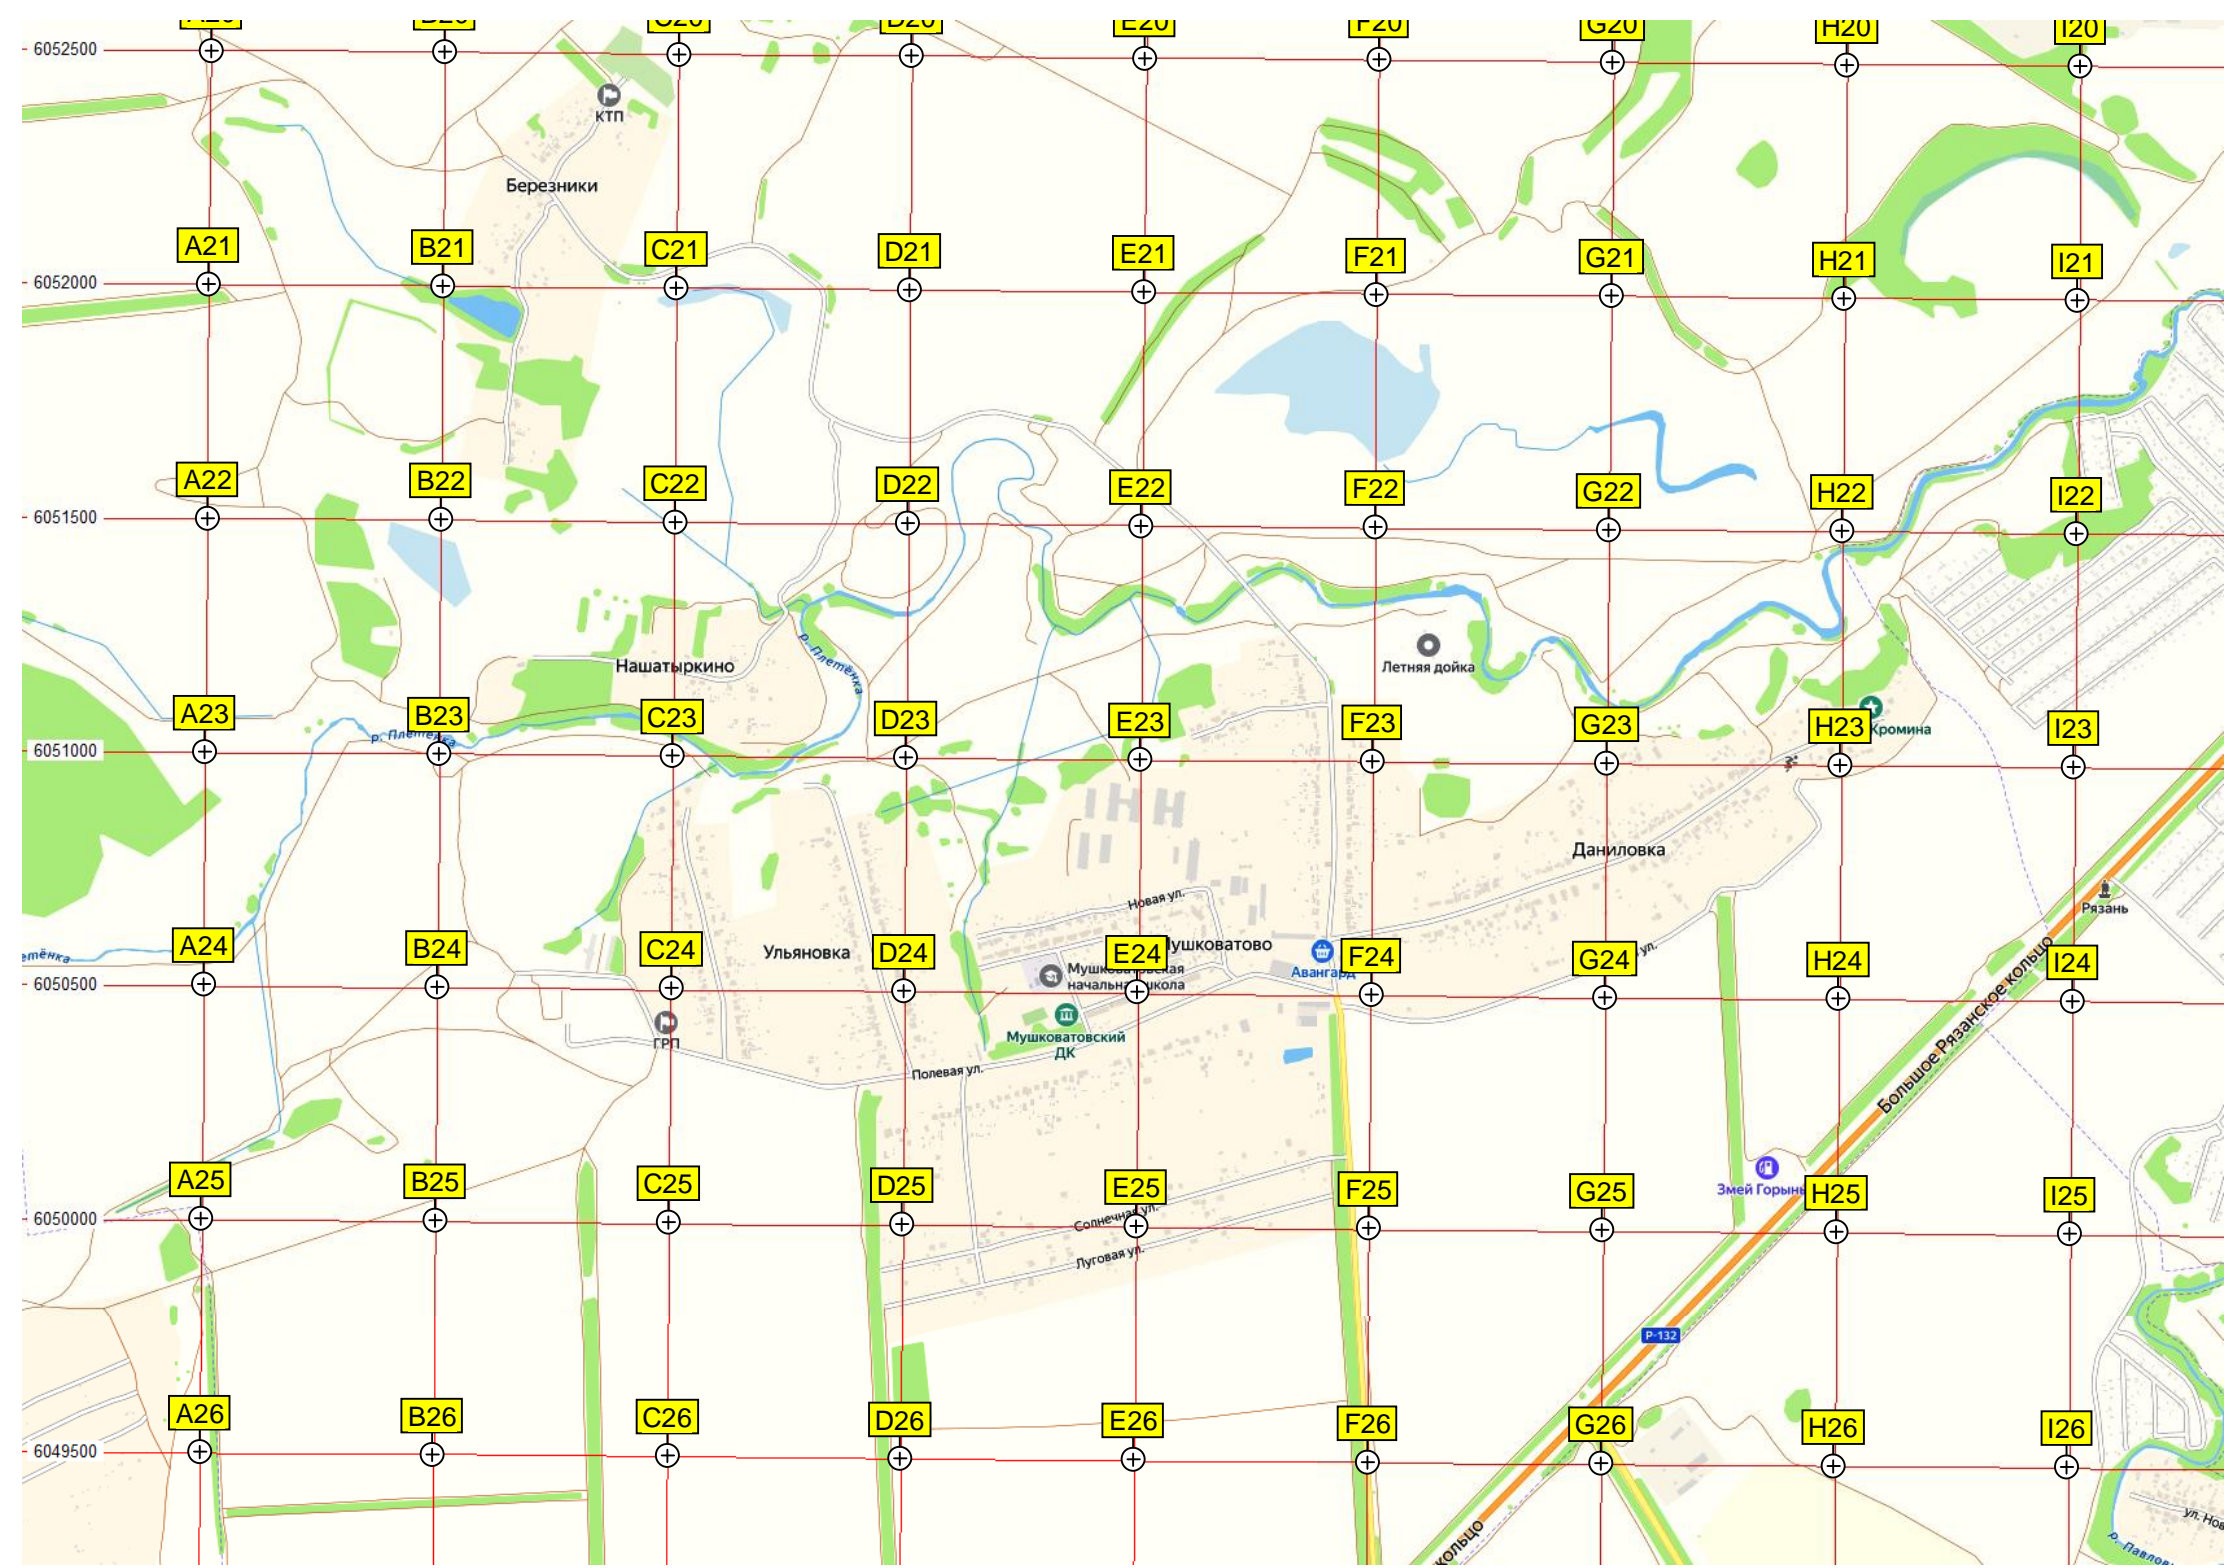 A20 B20 C20 D20 E20 F20 G20 H20 I20
6052500
КТП
Березники
A21 B21 C21 D21 E21 F21 G21 H21 I21
6052000
A22 B22 C22 D22 E22 F22 G22 H22 I22
6051500
р. Плетёнка
Нашатыркино
Летняя дойка
A23 B23 C23 D23 E23 F23 G23 H23 I23
Кромина
р. Плетёнка
6051000
Даниловка
Новая ул.
Рязань
Ульяновка
A24 B24 C24 D24 E24 F24 G24 H24 I24
Авангард
ул.
6050500
ГРП
Мушковатовский
ДК
Полевая ул.
Большое Рязанское кольцо
A25 B25 C25 D25 E25 F25 G25 H25 I25
6050000
Солнечная ул.
Луговая ул.
P-132
A26 B26 C26 D26 E26 F26 G26 H26 I26
6049500
кольцо